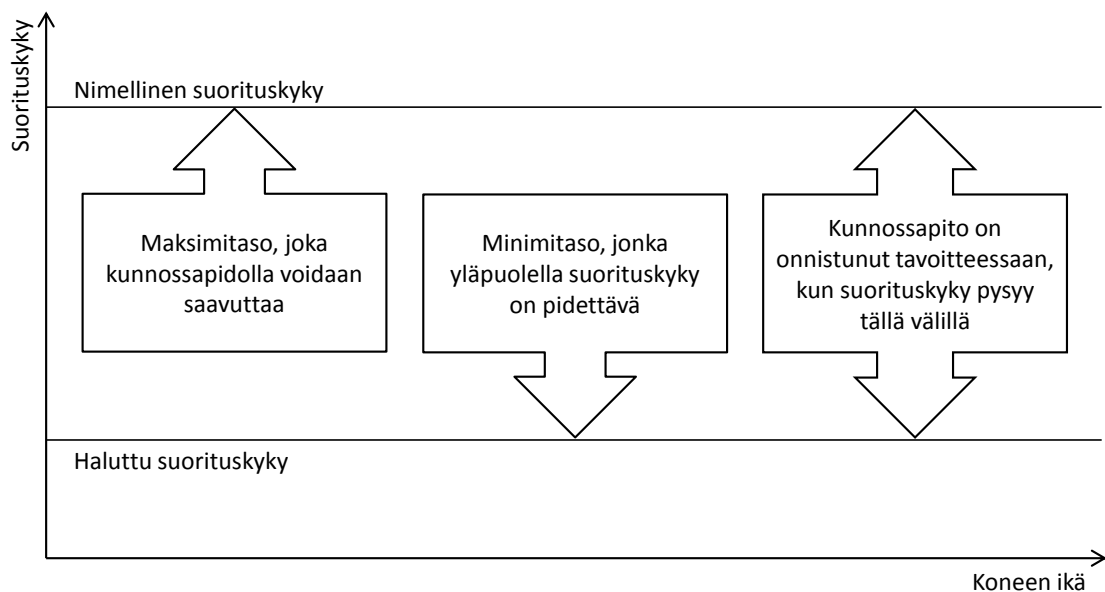 Suorituskyky
Nimellinen suorituskyky
Maksimitaso, joka
kunnossapidolla voidaan
saavuttaa
Minimitaso, jonka
yläpuolella suorituskyky
on pidettävä
Kunnossapito on
onnistunut tavoitteessaan,
kun suorituskyky pysyy
tällä välillä
Haluttu suorituskyky
Koneen ikä